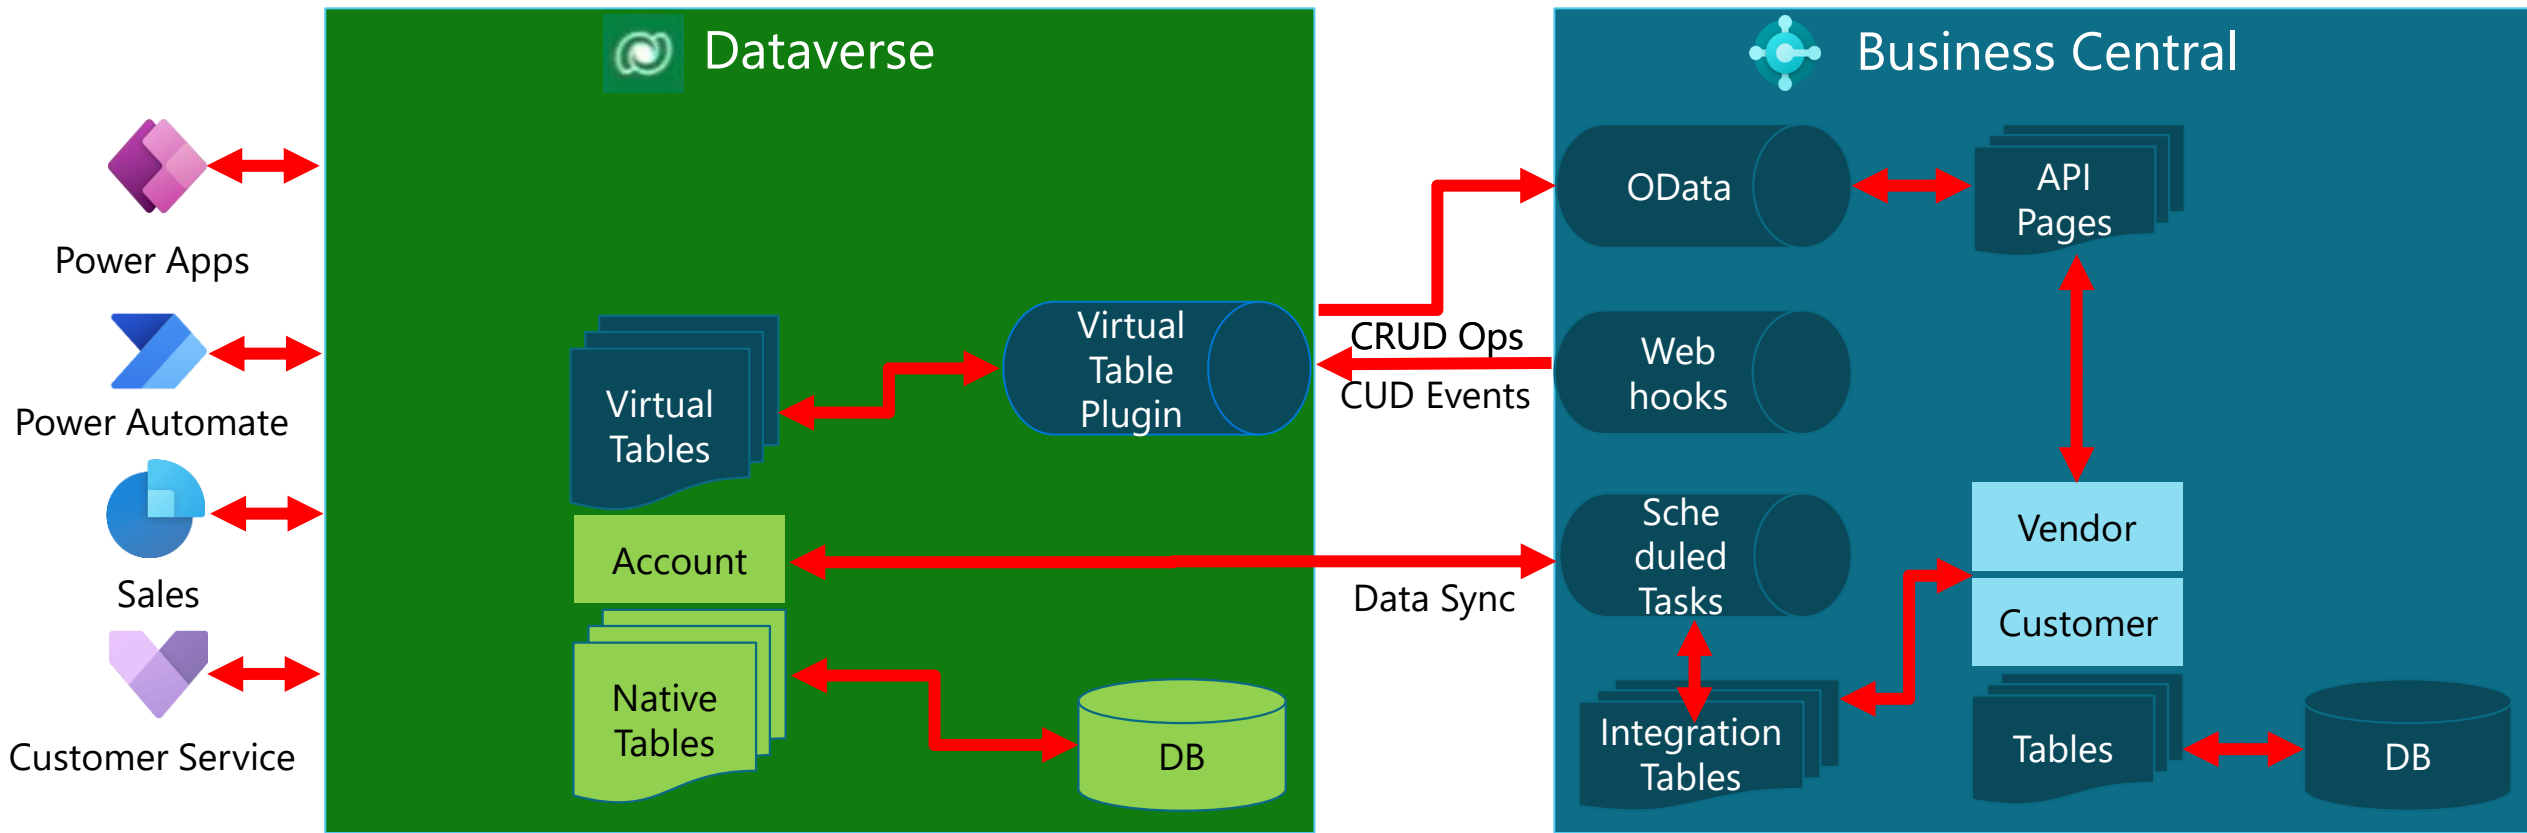 Dataverse
Business Central
Power Apps
Power Automate
Sales
Customer Service
Virtual
Tables
Virtual
Table
Plugin
Account
Native
Tables
DB
CRUD Ops
CUD Events
Data Sync
OData
API
Pages
Web
hooks
Sche
duled
Tasks
Vendor
Customer
Integration
Tables
Tables
DB